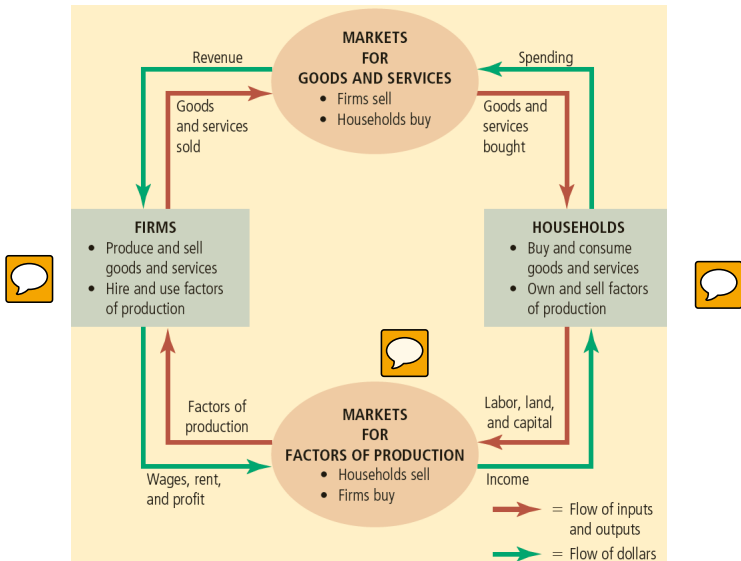 MARKETS
FOR
GOODS AND SERVICES
• Firms sell
• Households buy
Revenue
Spending
Goods
and services
sold
Goods and
services
bought
FIRMS
• Produce and sell
goods and services
• Hire and use factors
of production
HOUSEHOLDS
• Buy and consume
goods and services
• Own and sell factors
of production
Factors of
production
Labor, land,
and capital
MARKETS
FOR
FACTORS OF PRODUCTION
• Households sell
• Firms buy
Wages, rent,
and profit
Income
= Flow of inputs
and outputs
= Flow of dollars